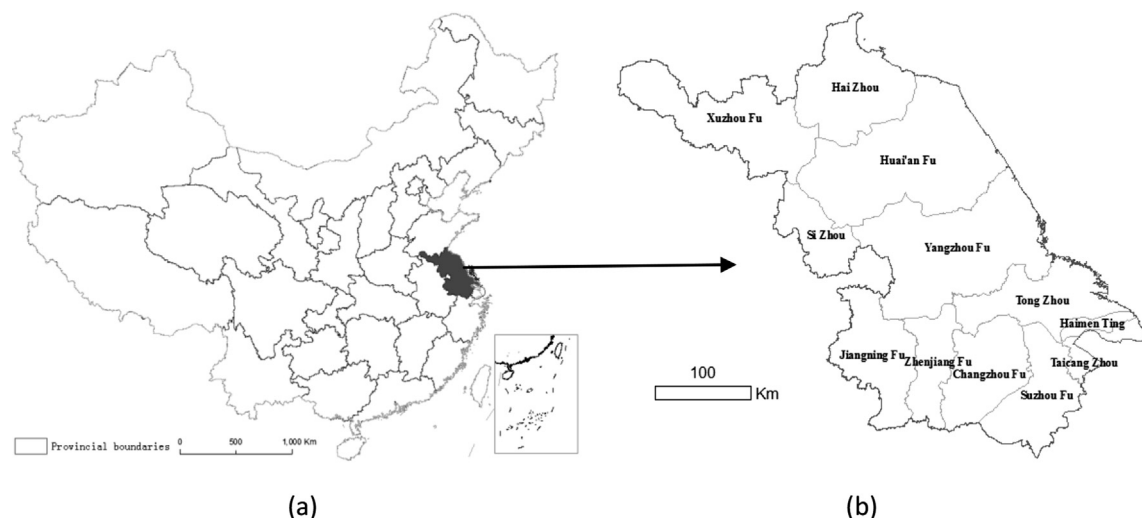 Provincial boundaries
0 500 1,000 Km
(a)
Hai Zhou
Xuzhou Fu
Huai'an Fu
Si Zhou
Yangzhou Fu
Tong Zhou
Haimen Ting
Jiangning Fu
Zhenjiang Fu
Changzhou Fu
Taicang Zhou
Suzhou Fu
100
Km
(b)